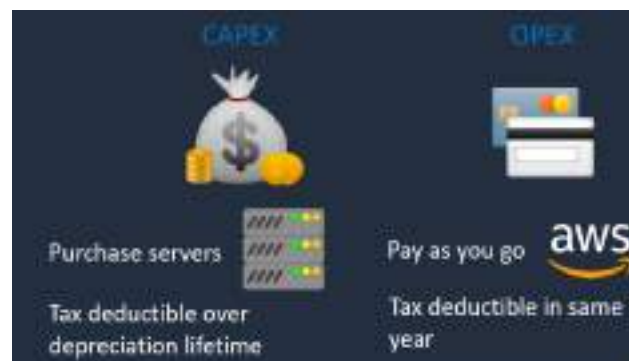 CAPEX
OPEX
$
Purchase servers
Pay as you go
aws
Tax deductible over
depreciation lifetime
Tax deductible in same
year